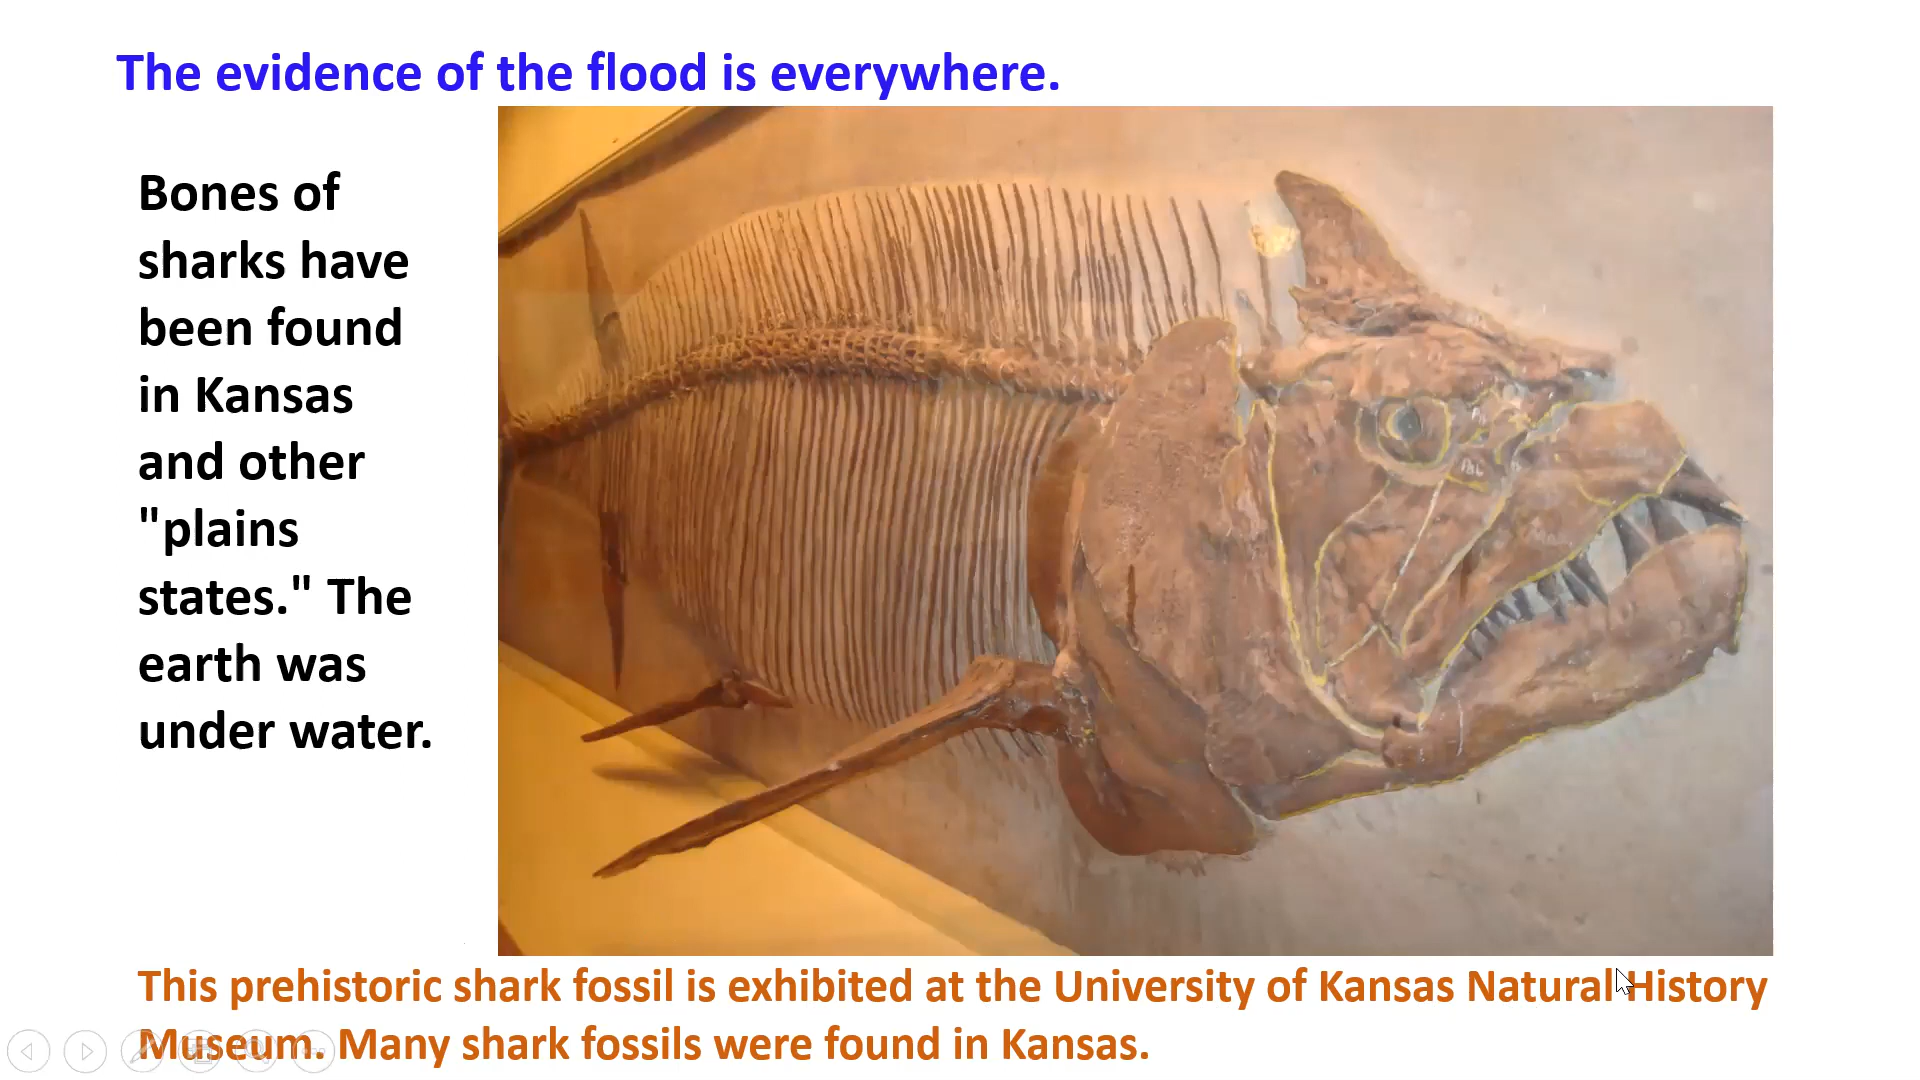 The evidence of the flood is everywhere.
Bones of
sharks have
been found
in Kansas
and other
"plains
states." The
earth was
under water.
This prehistoric shark fossil is exhibited at the University of Kansas Natural History
Museum. Many shark fossils were found in Kansas.